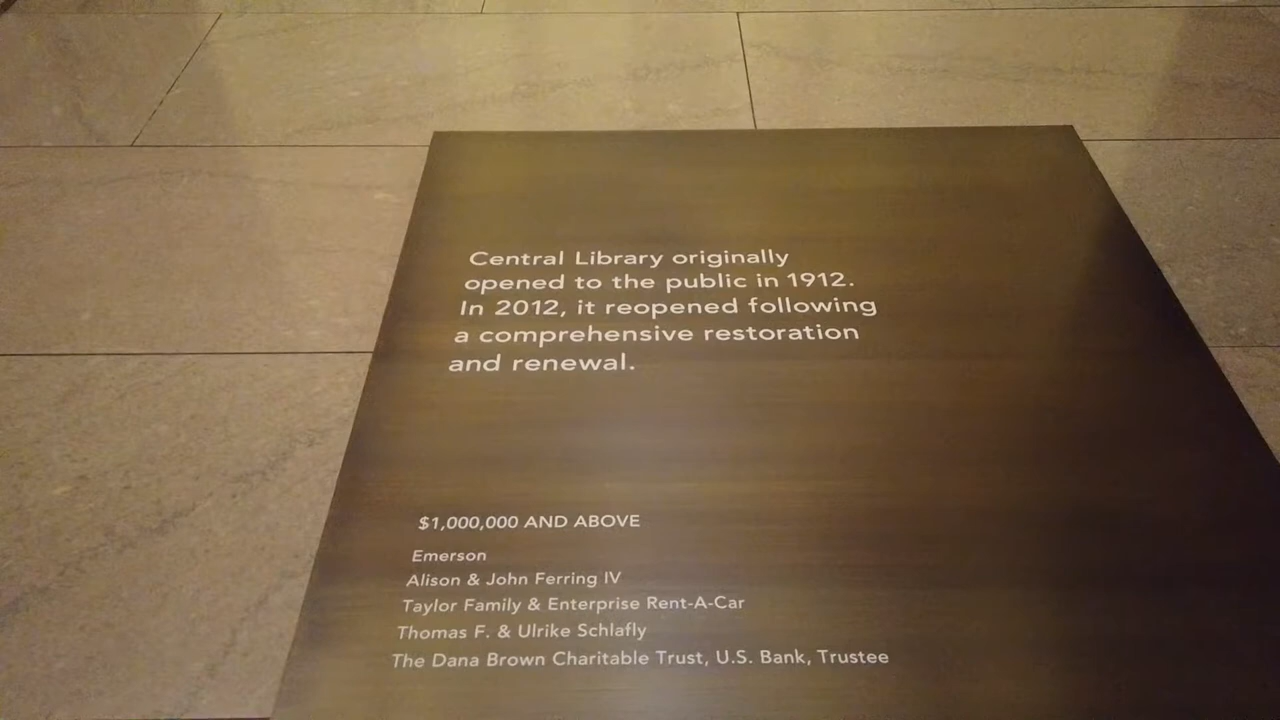 Central Library originally
opened to the public in 1912.
In 2012, it reopened following
a comprehensive restoration
and renewal.
$1,000,000 AND ABOVE
Emerson
Alison & John Ferring IV
Taylor Family & Enterprise Rent-A-Car
Thomas F. & Ulrike Schlafly
The Dana Brown Charitable Trust, U.S. Bank, Trustee